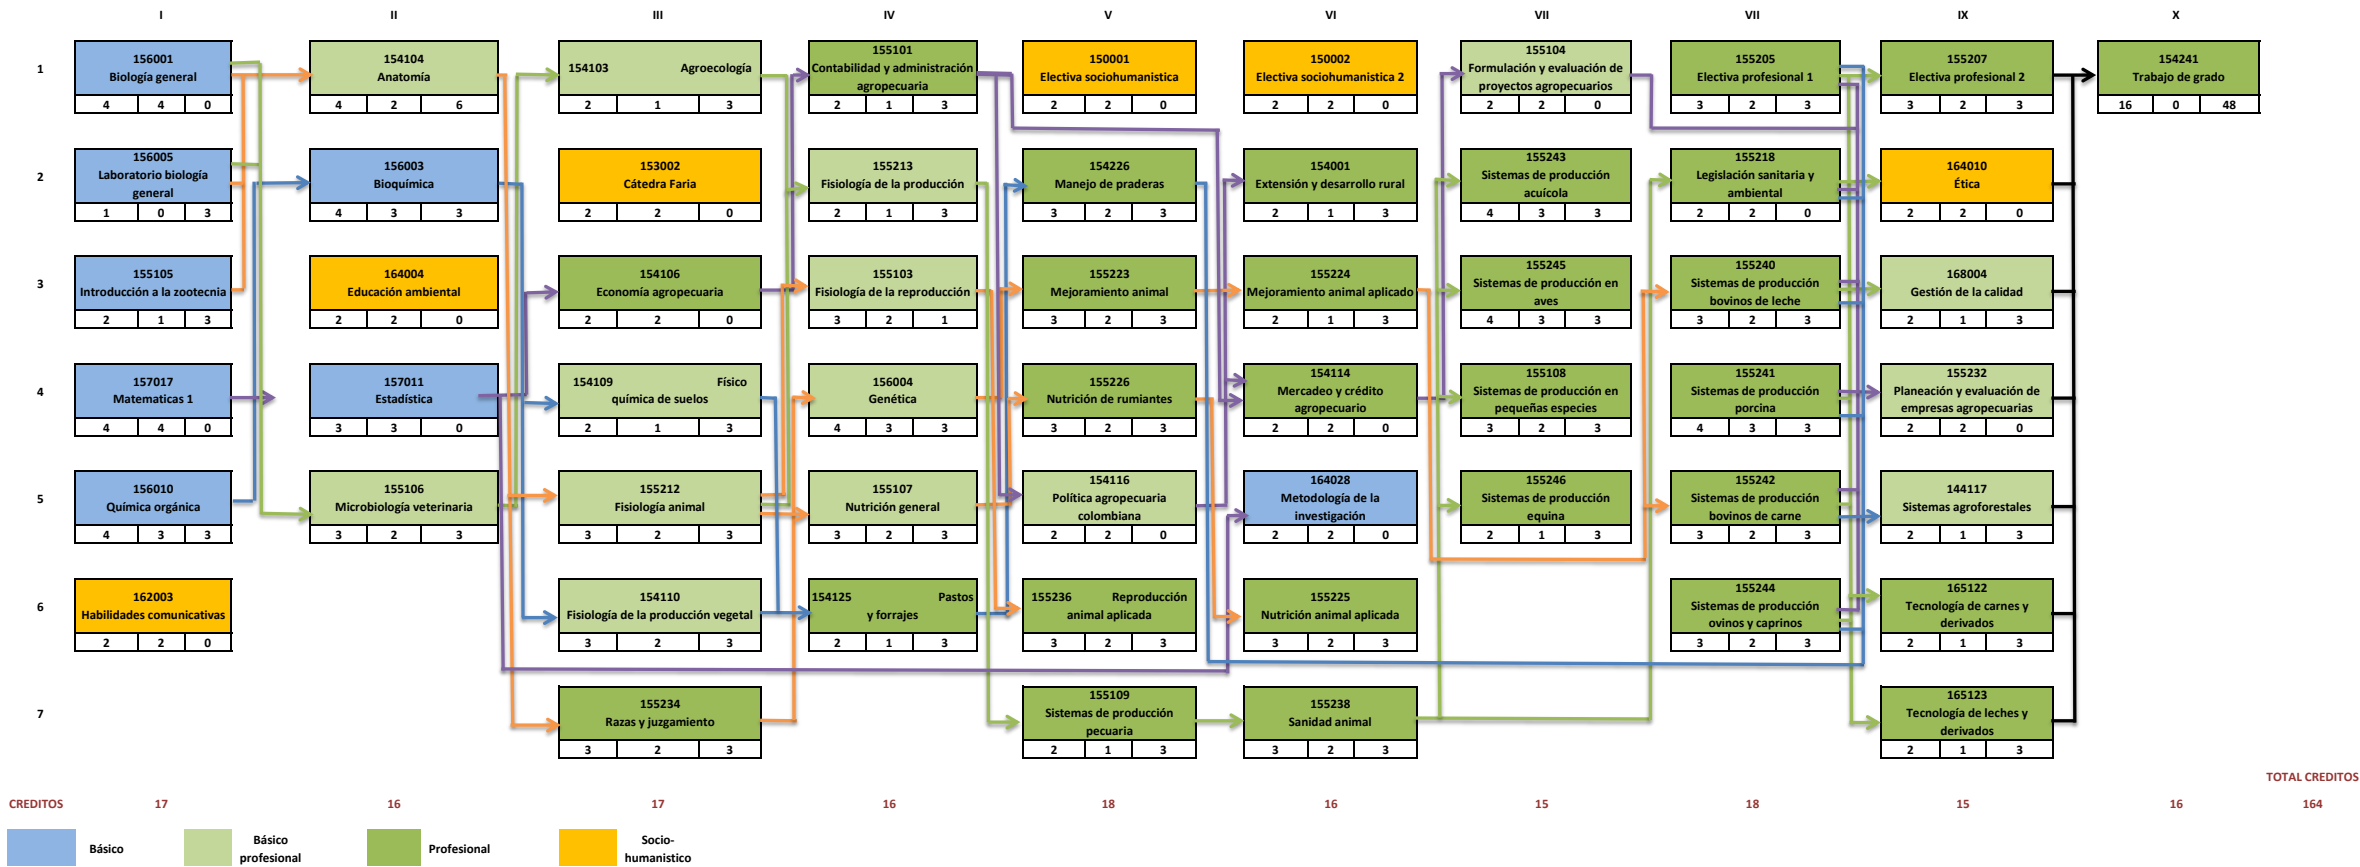 I II III IV V VI VII VII IX X
1
156001
Biología general
4 4 0
154104
Anatomía
4 2 6
154103 Agroecología
2 1 3
155101
Contabilidad y administración
agropecuaria
2 1 3
150001
Electiva sociohumanistica
2 2 0
150002
Electiva sociohumanistica 2
2 2 0
155104
Formulación y evaluación de
proyectos agropecuarios
2 2 0
155205
Electiva profesional 1
3 2 3
155207
Electiva profesional 2
3 2 3
154241
Trabajo de grado
16 0 48
2
156005
Laboratorio biología
general
1 0 3
156003
Bioquímica
4 3 3
153002
Cátedra Faria
2 2 0
155213
Fisiología de la producción
2 1 3
154226
Manejo de praderas
3 2 3
154001
Extensión y desarrollo rural
2 1 3
155243
Sistemas de producción
acuícola
4 3 3
155218
Legislación sanitaria y
ambiental
2 2 0
164010
Ética
2 2 0
3
155105
Introducción a la zootecnia
2 1 3
164004
Educación ambiental
2 2 0
154106
Economía agropecuaria
2 2 0
155103
Fisiología de la reproducción
3 2 1
155223
Mejoramiento animal
3 2 3
155224
Mejoramiento animal aplicado
2 1 3
155245
Sistemas de producción en
aves
4 3 3
155240
Sistemas de producción
bovinos de leche
3 2 3
168004
Gestión de la calidad
2 1 3
4
157017
Matematicas 1
4 4 0
157011
Estadística
3 3 0
154109 Físico
química de suelos
2 1 3
156004
Genética
4 3 3
155226
Nutrición de rumiantes
3 2 3
154114
Mercadeo y crédito
agropecuario
2 2 0
155108
Sistemas de producción en
pequeñas especies
3 2 3
155241
Sistemas de producción
porcina
4 3 3
155232
Planeación y evaluación de
empresas agropecuarias
2 2 0
5
156010
Química orgánica
4 3 3
155106
Microbiología veterinaria
3 2 3
155212
Fisiología animal
3 2 3
155107
Nutrición general
3 2 3
154116
Política agropecuaria
colombiana
2 2 0
164028
Metodología de la
investigación
2 2 0
155246
Sistemas de producción
equina
2 1 3
155242
Sistemas de producción
bovinos de carne
3 2 3
144117
Sistemas agroforestales
2 1 3
6
162003
Habilidades comunicativas
2 2 0
154110
Fisiología de la producción vegetal
3 2 3
154125 Pastos
y forrajes
2 1 3
155236 Reproducción
animal aplicada
3 2 3
155225
Nutrición animal aplicada
3 2 3
155244
Sistemas de producción
ovinos y caprinos
3 2 3
165122
Tecnología de carnes y
derivados
2 1 3
7
155234
Razas y juzgamiento
3 2 3
155109
Sistemas de producción
pecuaria
2 1 3
155238
Sanidad animal
3 2 3
165123
Tecnología de leches y
derivados
2 1 3
TOTAL CREDITOS
CREDITOS 17 16 17 16 18 16 15 18 15 16 164
Básico
Básico
profesional
Profesional
Socio-
humanistico